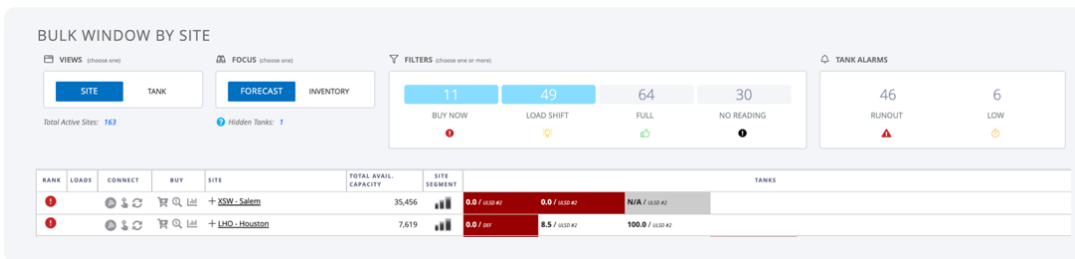 BULK WINDOW BY SITE
VIEWS (choose one)
FOCUS (choose one)
FILTERS (choose one or more)
TANK ALARMS
SITE TANK
FORECAST INVENTORY
11 49 64 30
BUY NOW LOAD SHIFT FULL NO READING
46 6
RUNOUT LOW
Total Active Sites: 163
Hidden Tanks: 1
RANK LOADS CONNECT BUY SITE TOTAL AVAIL. CAPACITY SITE SEGMENT TANKS
+ XSW - Salem 35,456 0.0 / ULSD #2 0.0 / ULSD #2 N/A / ULSD #2
+ LHO - Houston 7,619 0.0 / DEF 8.5 / ULSD #2 100.0 / ULSD #2